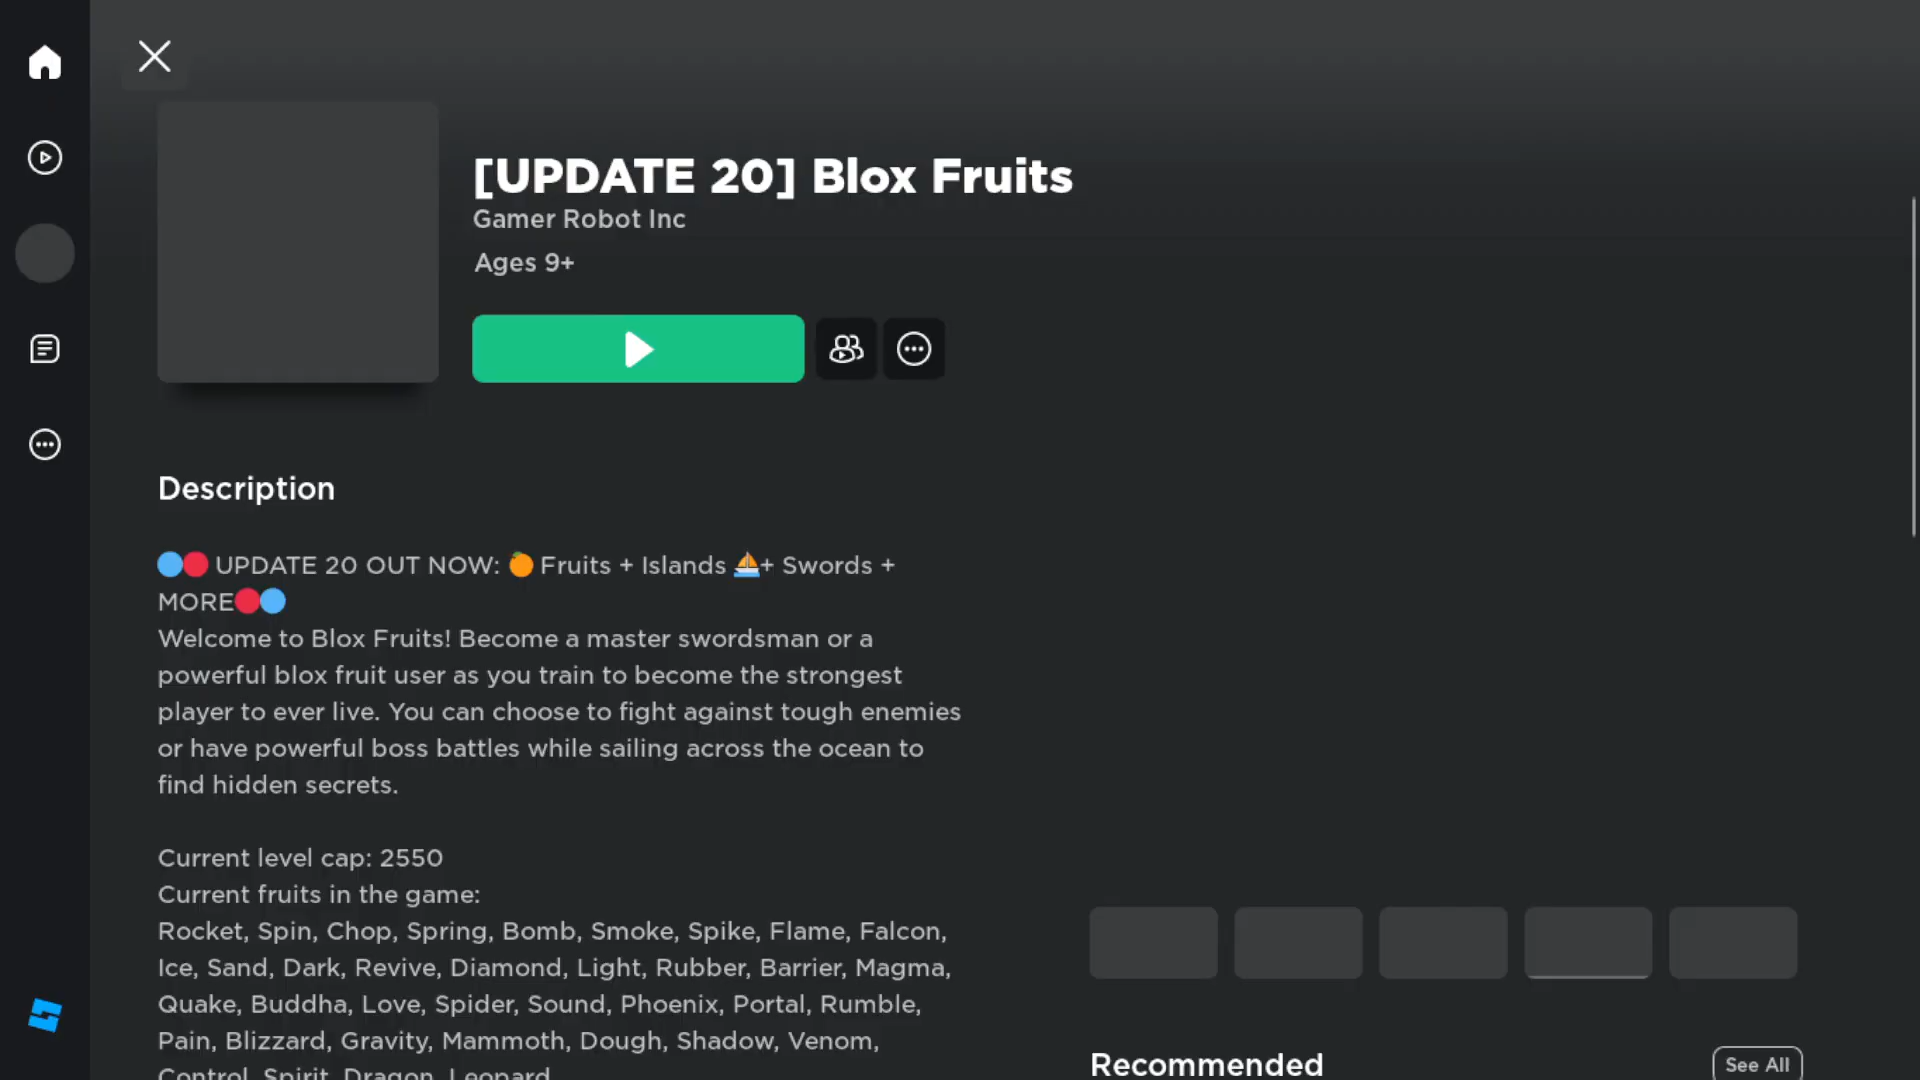 [UPDATE 20] Blox Fruits
Gamer Robot Inc
Ages 9+
Description
🔵🔴 UPDATE 20 OUT NOW: 🍊 Fruits + Islands ⛵+ Swords +
MORE🔴🔵
Welcome to Blox Fruits! Become a master swordsman or a
powerful blox fruit user as you train to become the strongest
player to ever live. You can choose to fight against tough enemies
or have powerful boss battles while sailing across the ocean to
find hidden secrets.
Current level cap: 2550
Current fruits in the game:
Rocket, Spin, Chop, Spring, Bomb, Smoke, Spike, Flame, Falcon,
Ice, Sand, Dark, Revive, Diamond, Light, Rubber, Barrier, Magma,
Quake, Buddha, Love, Spider, Sound, Phoenix, Portal, Rumble,
Pain, Blizzard, Gravity, Mammoth, Dough, Shadow, Venom,
Control, Spirit, Dragon, Leopard
Recommended
See All